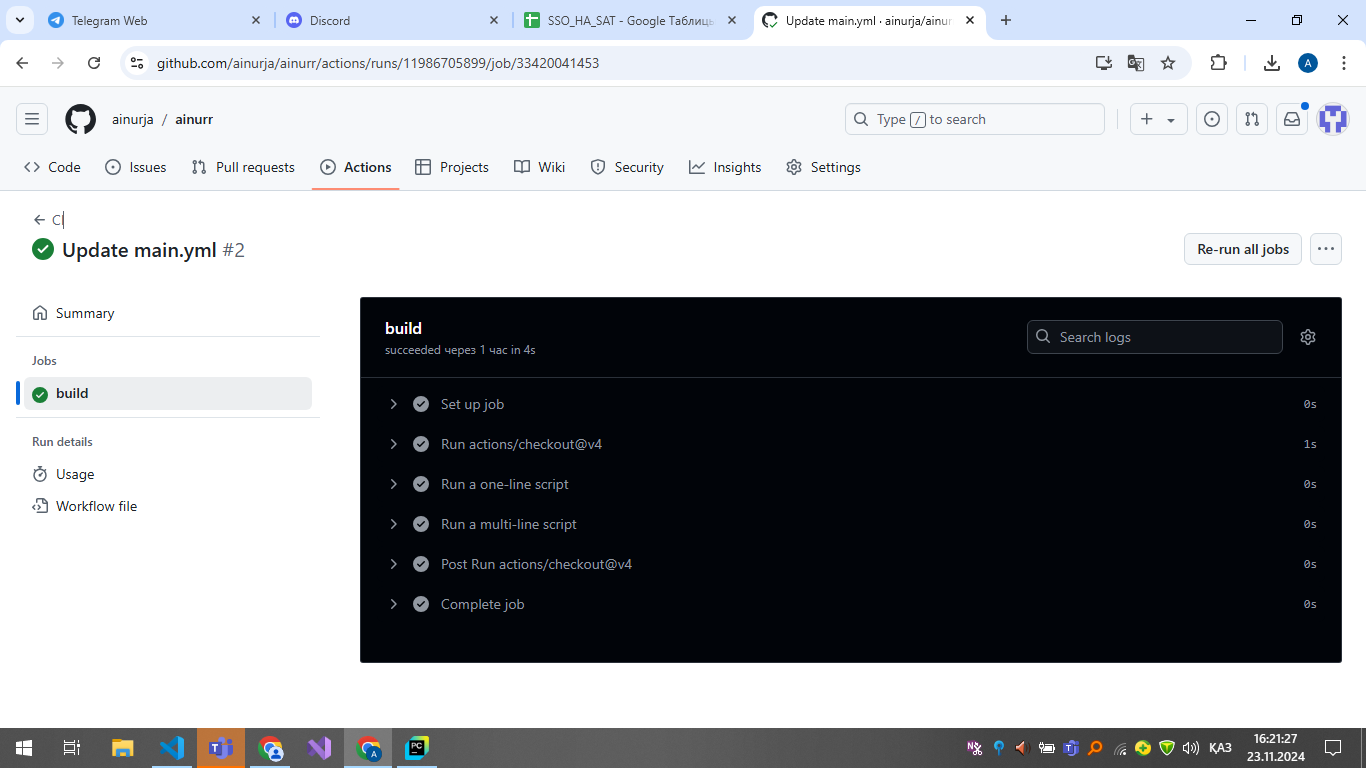 Telegram Web
Discord
SSO_HA_SAT - Google Таблицы
Update main.yml · ainurja/ainur
github.com/ainurja/ainurr/actions/runs/11986705899/job/33420041453
A
ainurja / ainurr
Type / to search
Code
Issues
Pull requests
Actions
Projects
Wiki
Security
Insights
Settings
CI
Update main.yml #2
Re-run all jobs
Summary
Jobs
build
Run details
Usage
Workflow file
build
succeeded через 1 час in 4s
Search logs
Set up job 0s
Run actions/checkout@v4 1s
Run a one-line script 0s
Run a multi-line script 0s
Post Run actions/checkout@v4 0s
Complete job 0s
ҚАЗ
16:21:27
23.11.2024